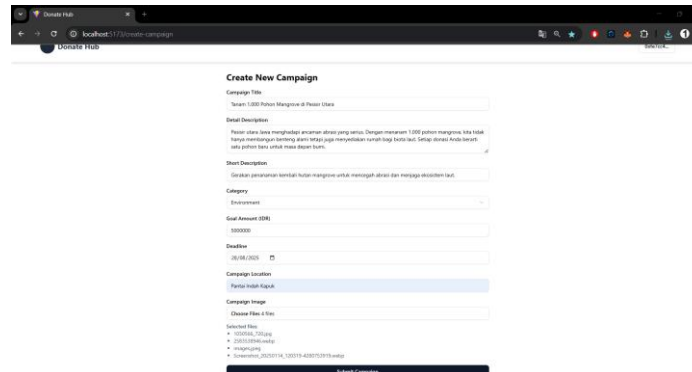 Donate Hub
localhost:5173/create-campaign
Donate Hub
Create New Campaign
Campaign Title
Tanam 1.000 Pohon Mangrove di Pesisir Utara
Detail Description
Pesisir utara Jawa menghadapi ancaman abrasi yang serius. Dengan menanam 1.000 pohon mangrove, kita tidak
hanya membangun benteng alami tetapi juga menyediakan rumah bagi biota laut. Setiap donasi Anda berarti
satu pohon baru untuk masa depan bumi.
Short Description
Gerakan penanaman kembali hutan mangrove untuk mencegah abrasi dan menjaga ekosistem laut.
Category
Environment
Goal Amount (IDR)
5000000
Deadline
28/08/2025
Campaign Location
Pantai Indah Kapuk
Campaign Image
Choose Files 4 files
Selected files:
images.jpeg
Submit Campaign